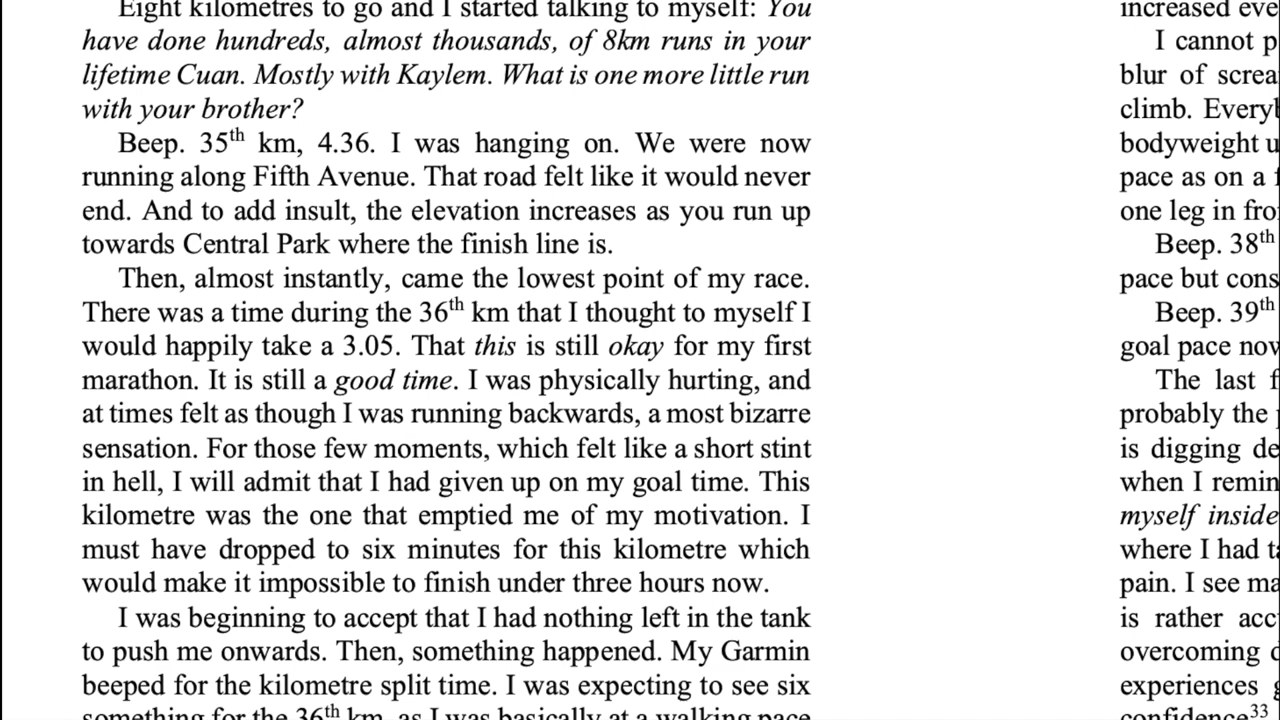 Eight kilometres to go and I started talking to myself: You
have done hundreds, almost thousands, of 8km runs in your
lifetime Cuan. Mostly with Kaylem. What is one more little run
with your brother?
Beep. 35th km, 4.36. I was hanging on. We were now
running along Fifth Avenue. That road felt like it would never
end. And to add insult, the elevation increases as you run up
towards Central Park where the finish line is.
Then, almost instantly, came the lowest point of my race.
There was a time during the 36th km that I thought to myself I
would happily take a 3.05. That this is still okay for my first
marathon. It is still a good time. I was physically hurting, and
at times felt as though I was running backwards, a most bizarre
sensation. For those few moments, which felt like a short stint
in hell, I will admit that I had given up on my goal time. This
kilometre was the one that emptied me of my motivation. I
must have dropped to six minutes for this kilometre which
would make it impossible to finish under three hours now.
I was beginning to accept that I had nothing left in the tank
to push me onwards. Then, something happened. My Garmin
beeped for the kilometre split time. I was expecting to see six
something for the 36th km, as I was basically at a walking pace
increased
I cannot
blur of
climb.
bodyweight
pace as on a
one leg in
Beep. 38th
pace but
Beep. 39th
goal pace
The last
probably the
is digging
when I
myself inside
where I had
pain. I see
is rather
overcoming
experiences
confidence33